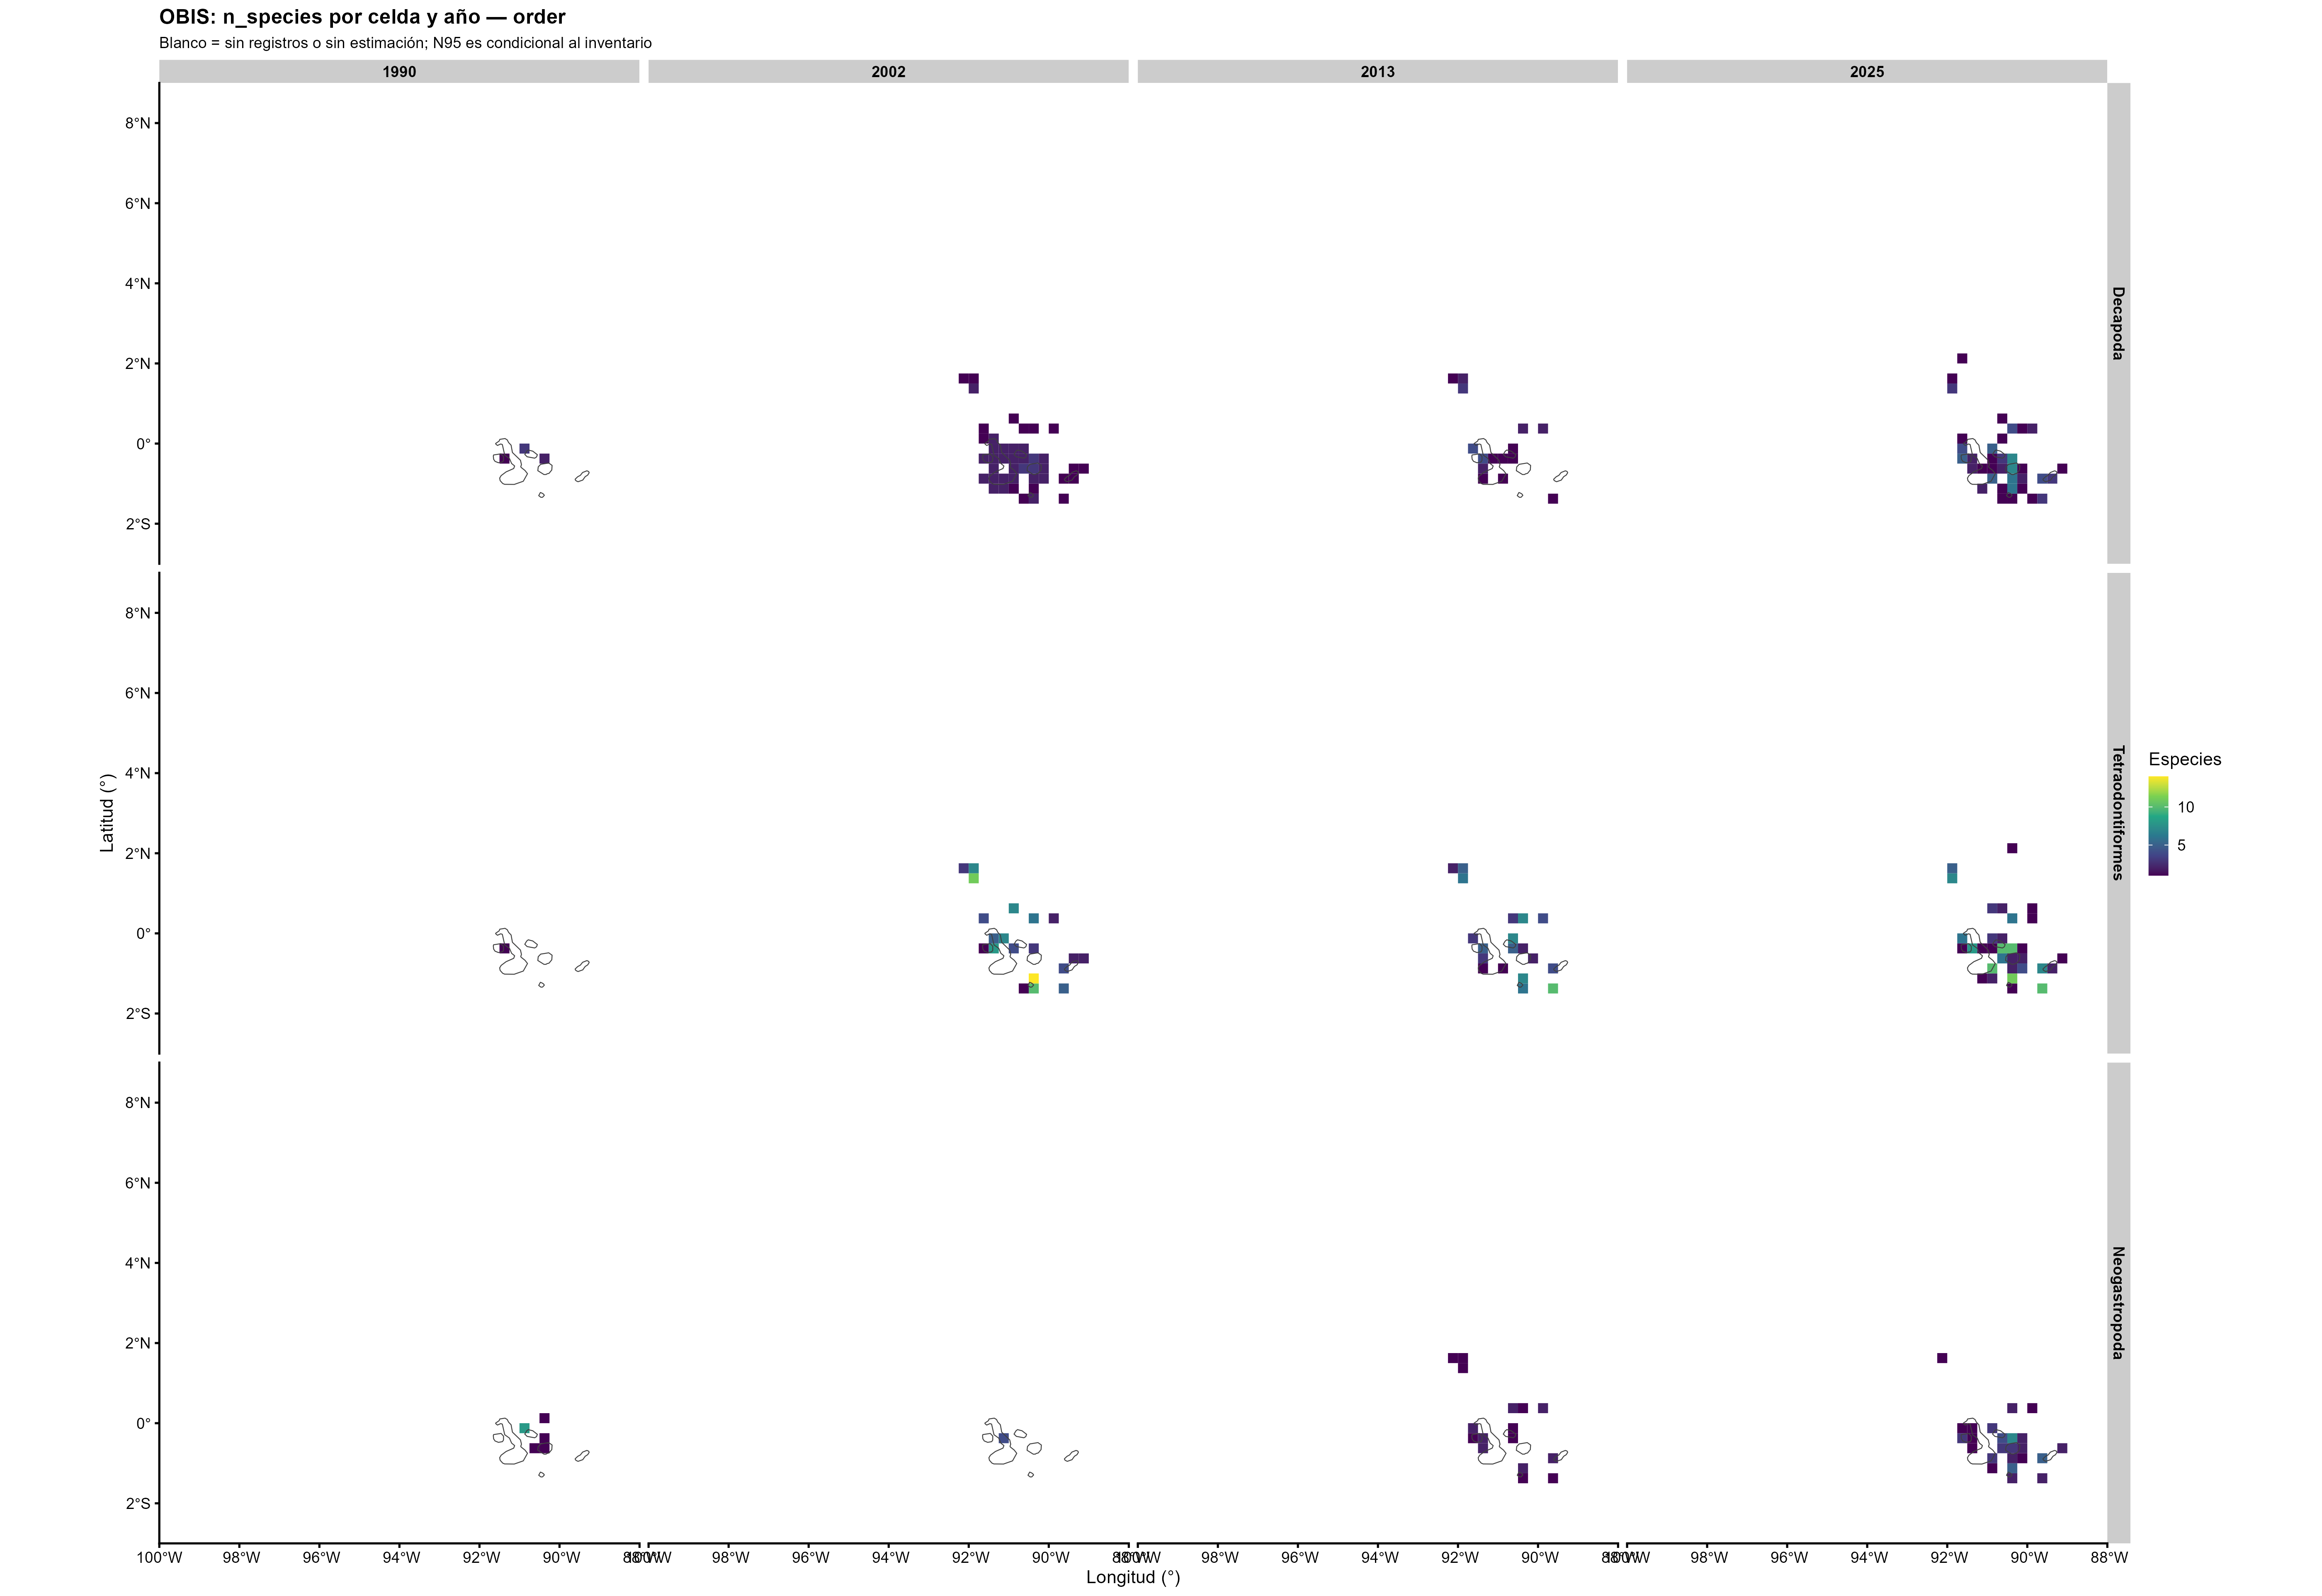 OBIS: n_species por celda y año — order
Blanco = sin registros o sin estimación; N95 es condicional al inventario
1990
2002
2013
2025
8°N
6°N
4°N
2°N
0°
2°S
Decapoda
8°N
6°N
4°N
2°N
0°
2°S
Tetraodontiformes
8°N
6°N
4°N
2°N
0°
2°S
Neogastropoda
Latitud (°)
100°W 98°W 96°W 94°W 92°W 90°W 88°W
100°W 98°W 96°W 94°W 92°W 90°W 88°W
100°W 98°W 96°W 94°W 92°W 90°W 88°W
100°W 98°W 96°W 94°W 92°W 90°W 88°W
Longitud (°)
Especies
10
5